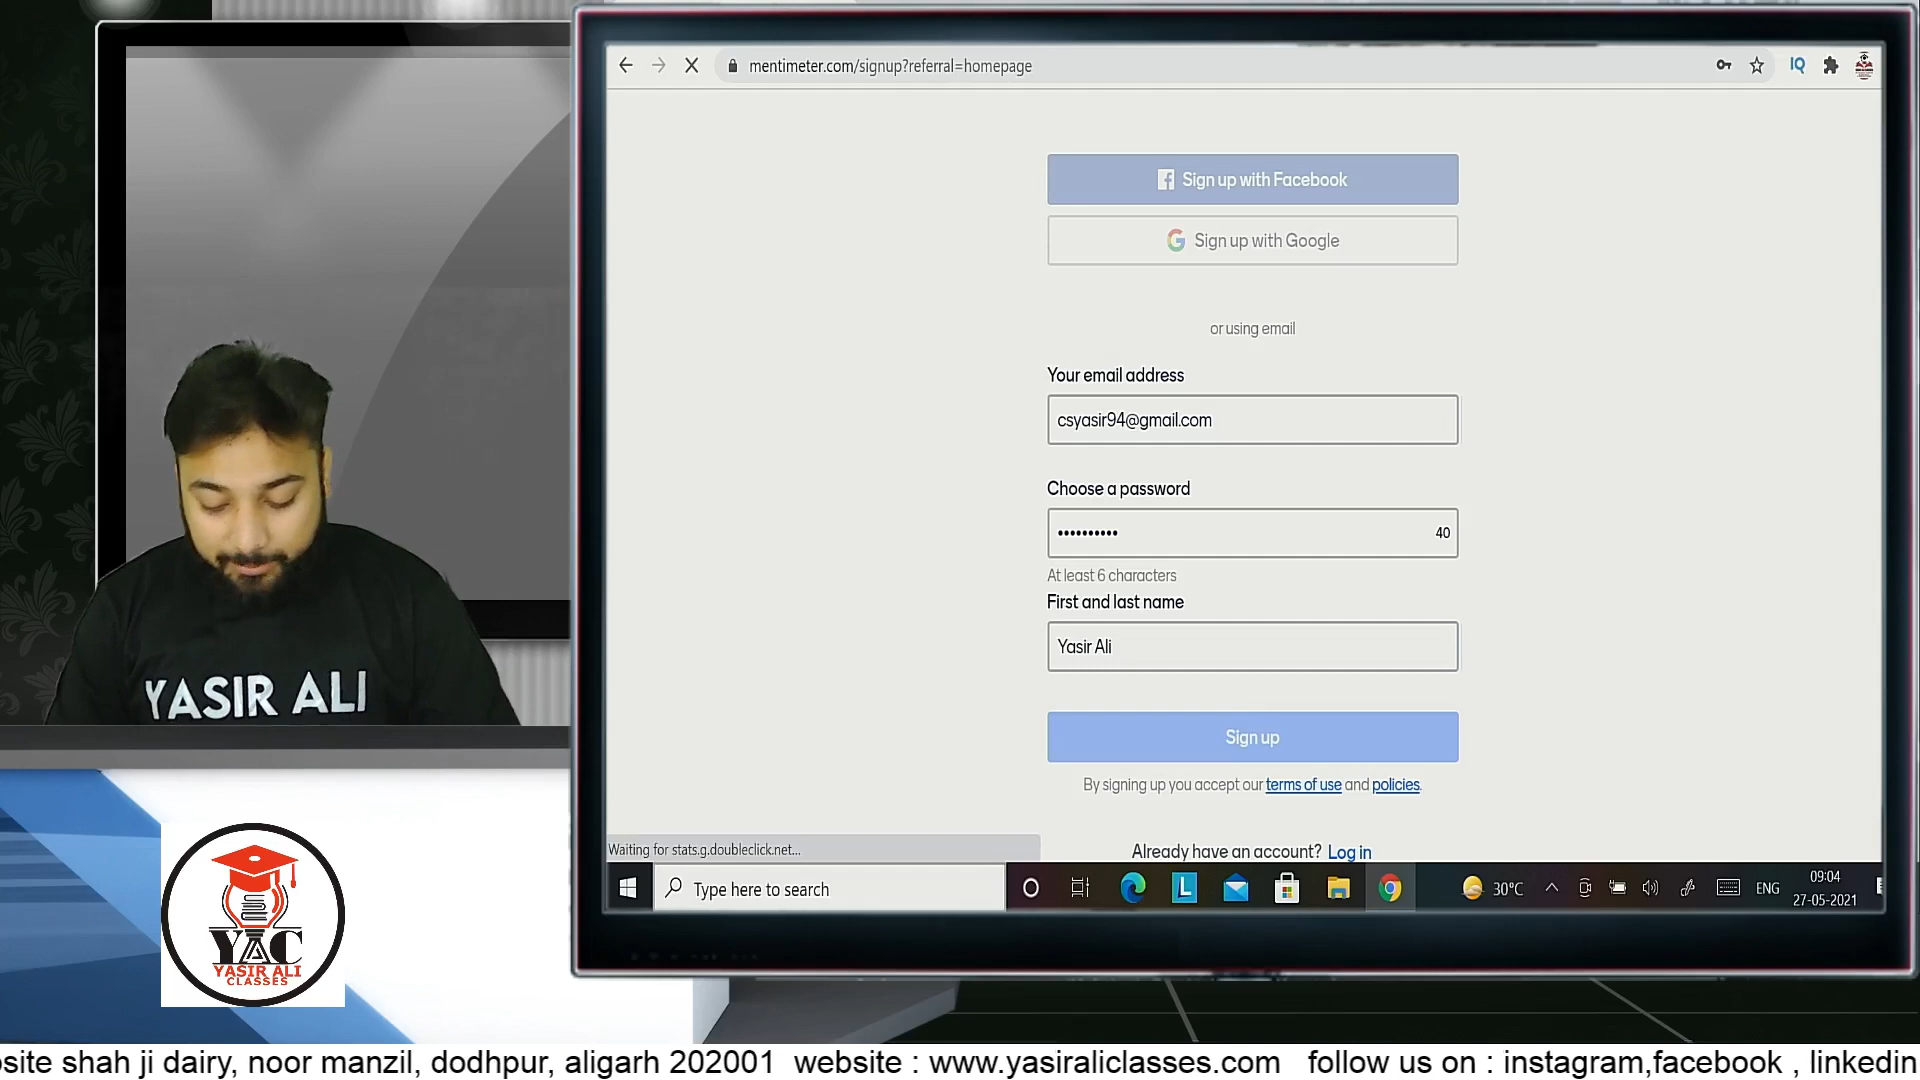 mentimeter.com/signup?referral=homepage
IQ
Sign up with Facebook
Sign up with Google
or using email
Your email address
csyasir94@gmail.com
Choose a password
••••••••••
40
At least 6 characters
First and last name
Yasir Ali
Sign up
By signing up you accept our terms of use and policies.
Already have an account? Log in
Waiting for stats.g.doubleclick.net...
Type here to search
L
30°C
ENG
09:04
27-05-2021
YASIR ALI
YAC
YASIR ALI
CLASSES
site shah ji dairy, noor manzil, dodhpur, aligarh 202001 website : www.yasiraliclasses.com follow us on : instagram,facebook , linkedin